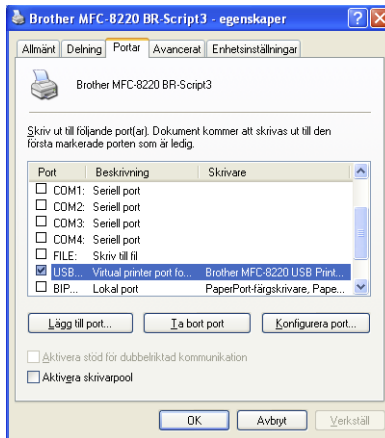 Brother MFC-8220 BR-Script3 - egenskaper
Allmänt Delning Portar Avancerat Enhetsinställningar
Brother MFC-8220 BR-Script3
Skriv ut till följande port(ar). Dokument kommer att skrivas ut till den
första markerade porten som är ledig.
Port Beskrivning Skrivare
COM1: Seriell port
COM2: Seriell port
COM3: Seriell port
COM4: Seriell port
FILE: Skriv till fil
USB... Virtual printer port fo... Brother MFC-8220 USB Print...
BIP... Lokal port PaperPort-färgskrivare, Pape...
Lägg till port... Ta bort port Konfigurera port...
Aktivera stöd för dubbelriktad kommunikation
Aktivera skrivarpool
OK Avbryt Verkställ